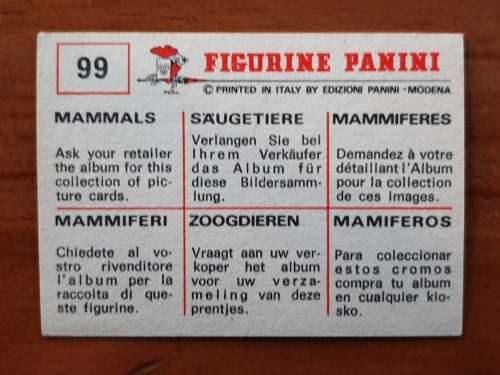 99
FIGURINE PANINI
© PRINTED IN ITALY BY EDIZIONI PANINI - MODENA
MAMMALS
Ask your retailer
the album for this
collection of pic-
ture cards.
SÄUGETIERE
Verlangen Sie bei
Ihrem Verkäufer
das Album für
diese Bildersamm-
lung.
MAMMIFERES
Demandez à votre
détaillant l'Album
pour la collection
de ces images.
MAMMIFERI
Chiedete al vo-
stro rivenditore
l'album per la
raccolta di que-
ste figurine.
ZOOGDIEREN
Vraagt aan uw ver-
koper het album
voor uw verza-
meling van deze
prentjes.
MAMIFEROS
Para coleccionar
estos cromos
compra tu album
en cualquier kio-
sko.